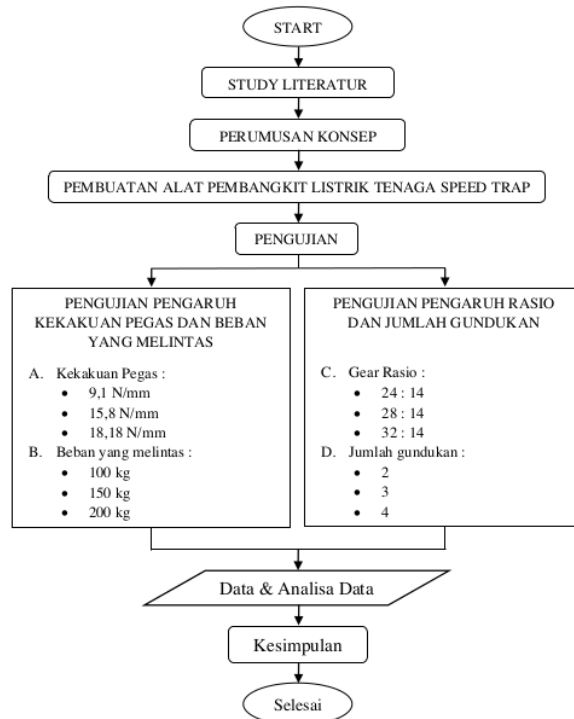 START
STUDY LITERATUR
PERUMUSAN KONSEP
PEMBUATAN ALAT PEMBANGKIT LISTRIK TENAGA SPEED TRAP
PENGUJIAN
PENGUJIAN PENGARUH
KEKAKUAN PEGAS DAN BEBAN
YANG MELINTAS
A. Kekakuan Pegas :
• 9,1 N/mm
• 15,8 N/mm
• 18,18 N/mm
B. Beban yang melintas :
• 100 kg
• 150 kg
• 200 kg
PENGUJIAN PENGARUH RASIO
DAN JUMLAH GUNDUKAN
C. Gear Rasio :
• 24 : 14
• 28 : 14
• 32 : 14
D. Jumlah gundukan :
• 2
• 3
• 4
Data & Analisa Data
Kesimpulan
Selesai